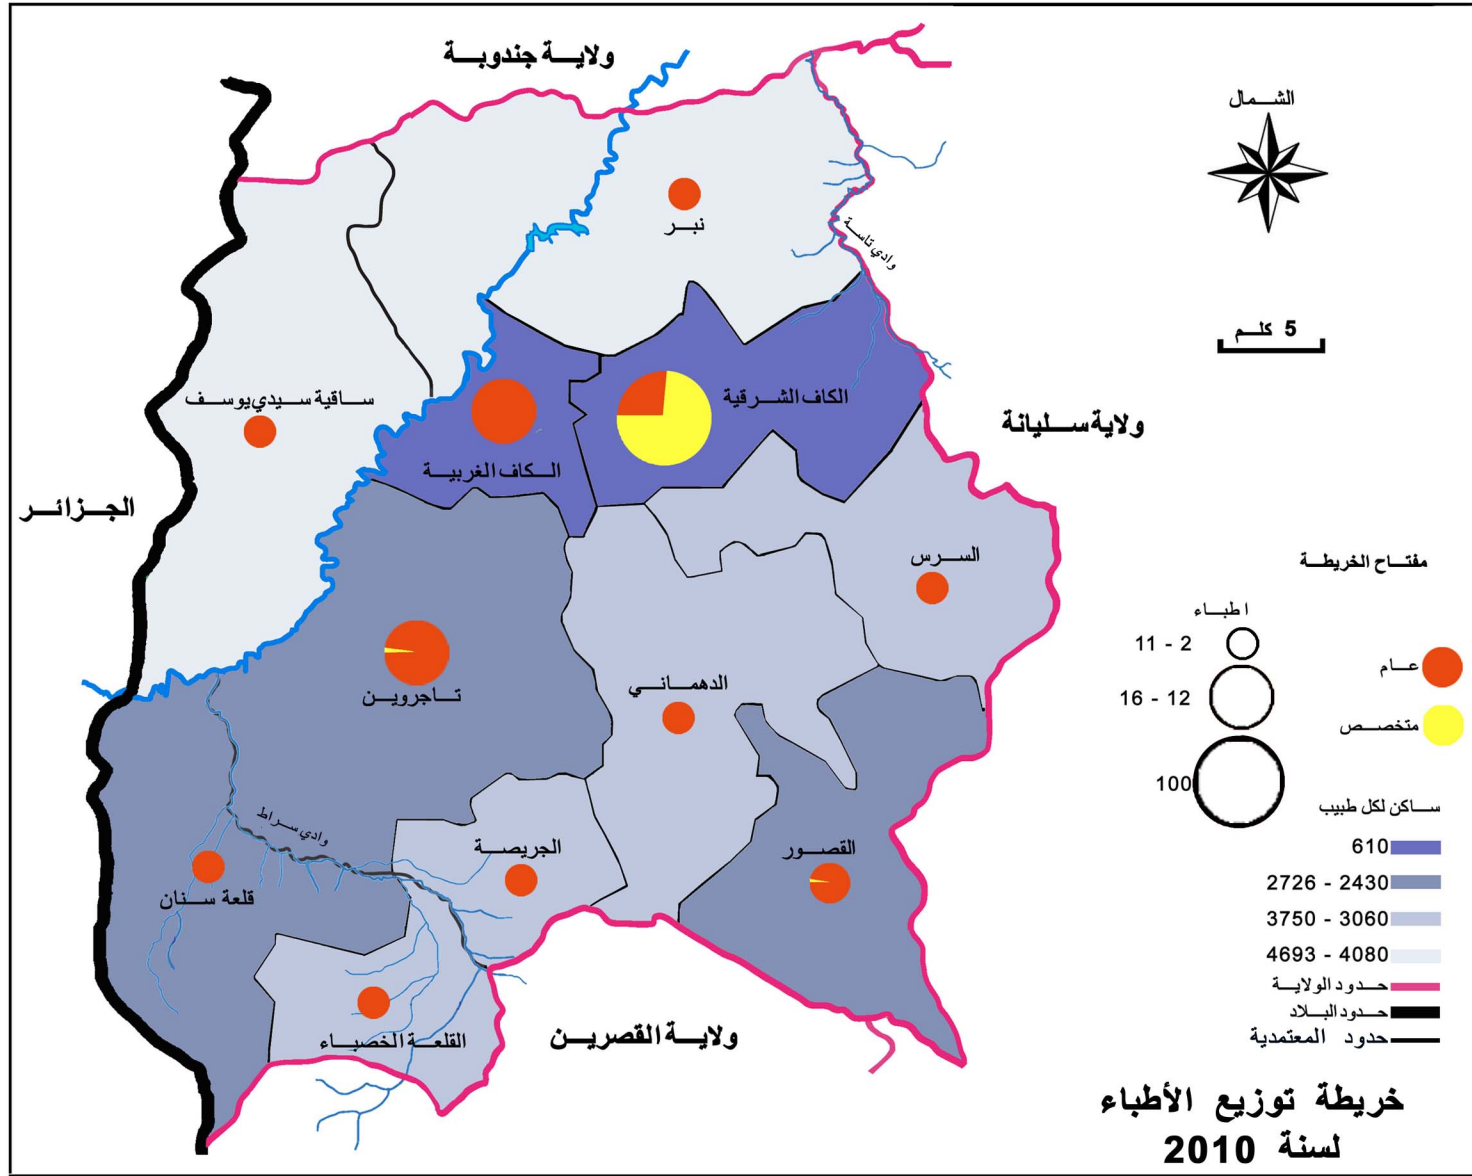 ولاية جندوبة
الشمال
نبر
وادي تاسة
5 كلم
ساقية سيدي يوسف
الكاف الشرقية
ولاية سليانة
الكاف الغربية
الجزائر
السرس
مفتاح الخريطة
اطباء
11 - 2
عام
16 - 12
متخصص
100
الدهماني
تاجروين
ساكن لكل طبيب
610
2726 - 2430
3750 - 3060
4693 - 4080
حدود الولاية
حدود البلاد
حدود المعتمدية
وادي سراط
الجريصة
القصور
قلعة سنان
القلعة الخصباء
ولاية القصرين
خريطة توزيع الأطباء
لسنة 2010